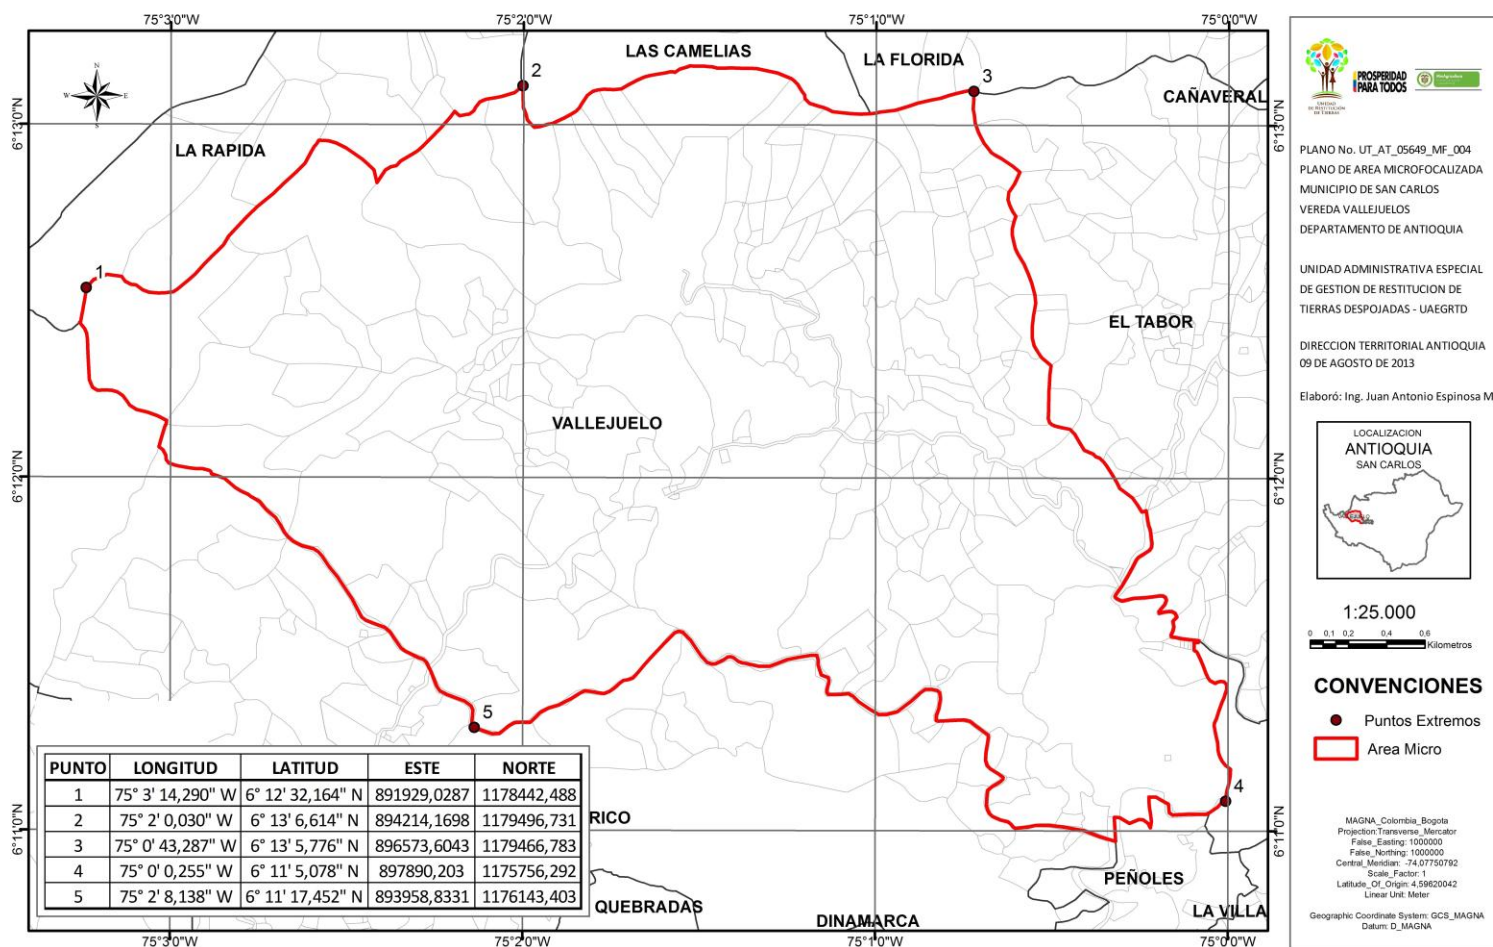 75°3'0"W
75°2'0"W
75°1'0"W
75°0'0"W
6°13'0"N
6°12'0"N
6°11'0"N
6°13'0"N
6°12'0"N
6°11'0"N
N
W
E
S
LAS CAMELIAS
LA FLORIDA
CAÑAVERAL
LA RAPIDA
EL TABOR
VALLEJUELO
RICO
PEÑOLES
QUEBRADAS
DINAMARCA
LA VILLA
1
2
3
4
5
PUNTO LONGITUD LATITUD ESTE NORTE
1 75° 3' 14,290" W 6° 12' 32,164" N 891929,0287 1178442,488
2 75° 2' 0,030" W 6° 13' 6,614" N 894214,1698 1179496,731
3 75° 0' 43,287" W 6° 13' 5,776" N 896573,6043 1179466,783
4 75° 0' 0,255" W 6° 11' 5,078" N 897890,203 1175756,292
5 75° 2' 8,138" W 6° 11' 17,452" N 893958,8331 1176143,403
75°3'0"W
75°2'0"W
75°1'0"W
75°0'0"W
UNIDAD
DE RESTITUCIÓN
DE TIERRAS
PROSPERIDAD
PARA TODOS
MinAgricultura
PLANO No. UT_AT_05649_MF_004
PLANO DE AREA MICROFOCALIZADA
MUNICIPIO DE SAN CARLOS
VEREDA VALLEJUELOS
DEPARTAMENTO DE ANTIOQUIA
UNIDAD ADMINISTRATIVA ESPECIAL
DE GESTION DE RESTITUCION DE
TIERRAS DESPOJADAS - UAEGRTD
DIRECCION TERRITORIAL ANTIOQUIA
09 DE AGOSTO DE 2013
Elaboró: Ing. Juan Antonio Espinosa M
LOCALIZACION
ANTIOQUIA
SAN CARLOS
1:25.000
0 0,1 0,2 0,4 0,6
Kilometros
CONVENCIONES
Puntos Extremos
Area Micro
MAGNA_Colombia_Bogota
Projection:Transverse_Mercator
False_Easting: 1000000
False_Northing: 1000000
Central_Meridian: -74,07750792
Scale_Factor: 1
Latitude_Of_Origin: 4,59620042
Linear Unit: Meter
Geographic Coordinate System: GCS_MAGNA
Datum: D_MAGNA